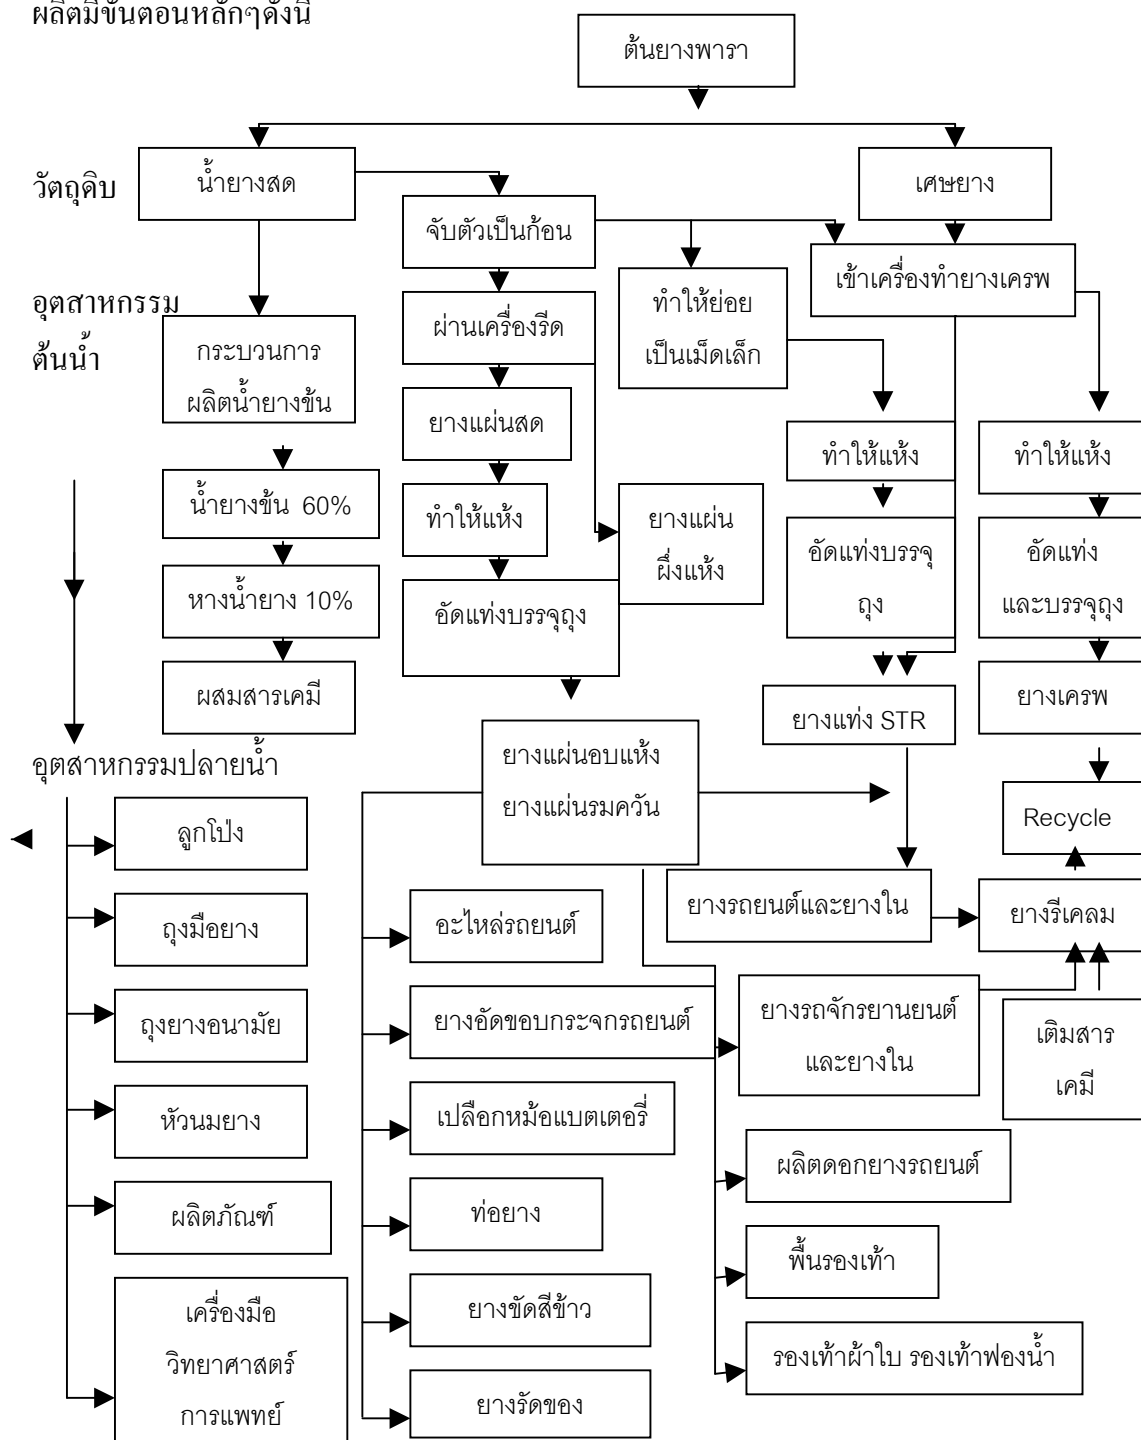 ผลิตมีขั้นตอนหลักๆดังนี้
ต้นยางพารา
วัตถุดิบ
น้ำยางสด
เศษยาง
จับตัวเป็นก้อน
เข้าเครื่องทำยางเครพ
อุตสาหกรรม
ต้นน้ำ
ผ่านเครื่องรีด
ทำให้ย่อย
เป็นเม็ดเล็ก
กระบวนการ
ผลิตน้ำยางข้น
ยางแผ่นสด
ทำให้แห้ง
ทำให้แห้ง
น้ำยางข้น 60%
ทำให้แห้ง
ยางแผ่น
ผึ่งแห้ง
อัดแท่งบรรจุ
ถุง
อัดแท่ง
และบรรจุถุง
หางน้ำยาง 10%
อัดแท่งบรรจุถุง
ผสมสารเคมี
ยางแท่ง STR
ยางเครพ
อุตสาหกรรมปลายน้ำ
ยางแผ่นอบแห้ง
ยางแผ่นรมควัน
Recycle
ลูกโป่ง
ถุงมือยาง
อะไหล่รถยนต์
ยางรถยนต์และยางใน
ยางรีเคลม
ถุงยางอนามัย
ยางอัดขอบกระจกรถยนต์
ยางรถจักรยานยนต์
และยางใน
เติมสาร
เคมี
หัวนมยาง
เปลือกหม้อแบตเตอรี่
ผลิตดอกยางรถยนต์
ผลิตภัณฑ์
ท่อยาง
พื้นรองเท้า
เครื่องมือ
วิทยาศาสตร์
การแพทย์
ยางขัดสีข้าว
รองเท้าผ้าใบ รองเท้าฟองน้ำ
ยางรัดของ